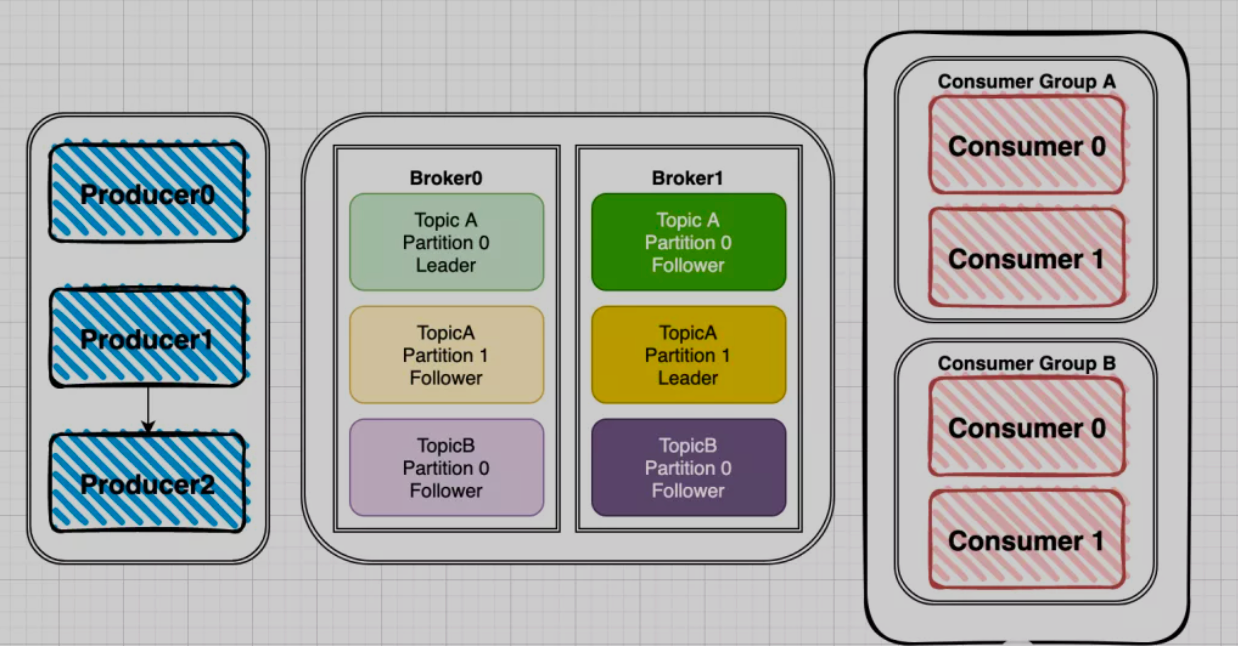 Producer0
Producer1
Producer2
Broker0
Topic A
Partition 0
Leader
TopicA
Partition 1
Follower
TopicB
Partition 0
Follower
Broker1
Topic A
Partition 0
Follower
TopicA
Partition 1
Leader
TopicB
Partition 0
Follower
Consumer Group A
Consumer 0
Consumer 1
Consumer Group B
Consumer 0
Consumer 1